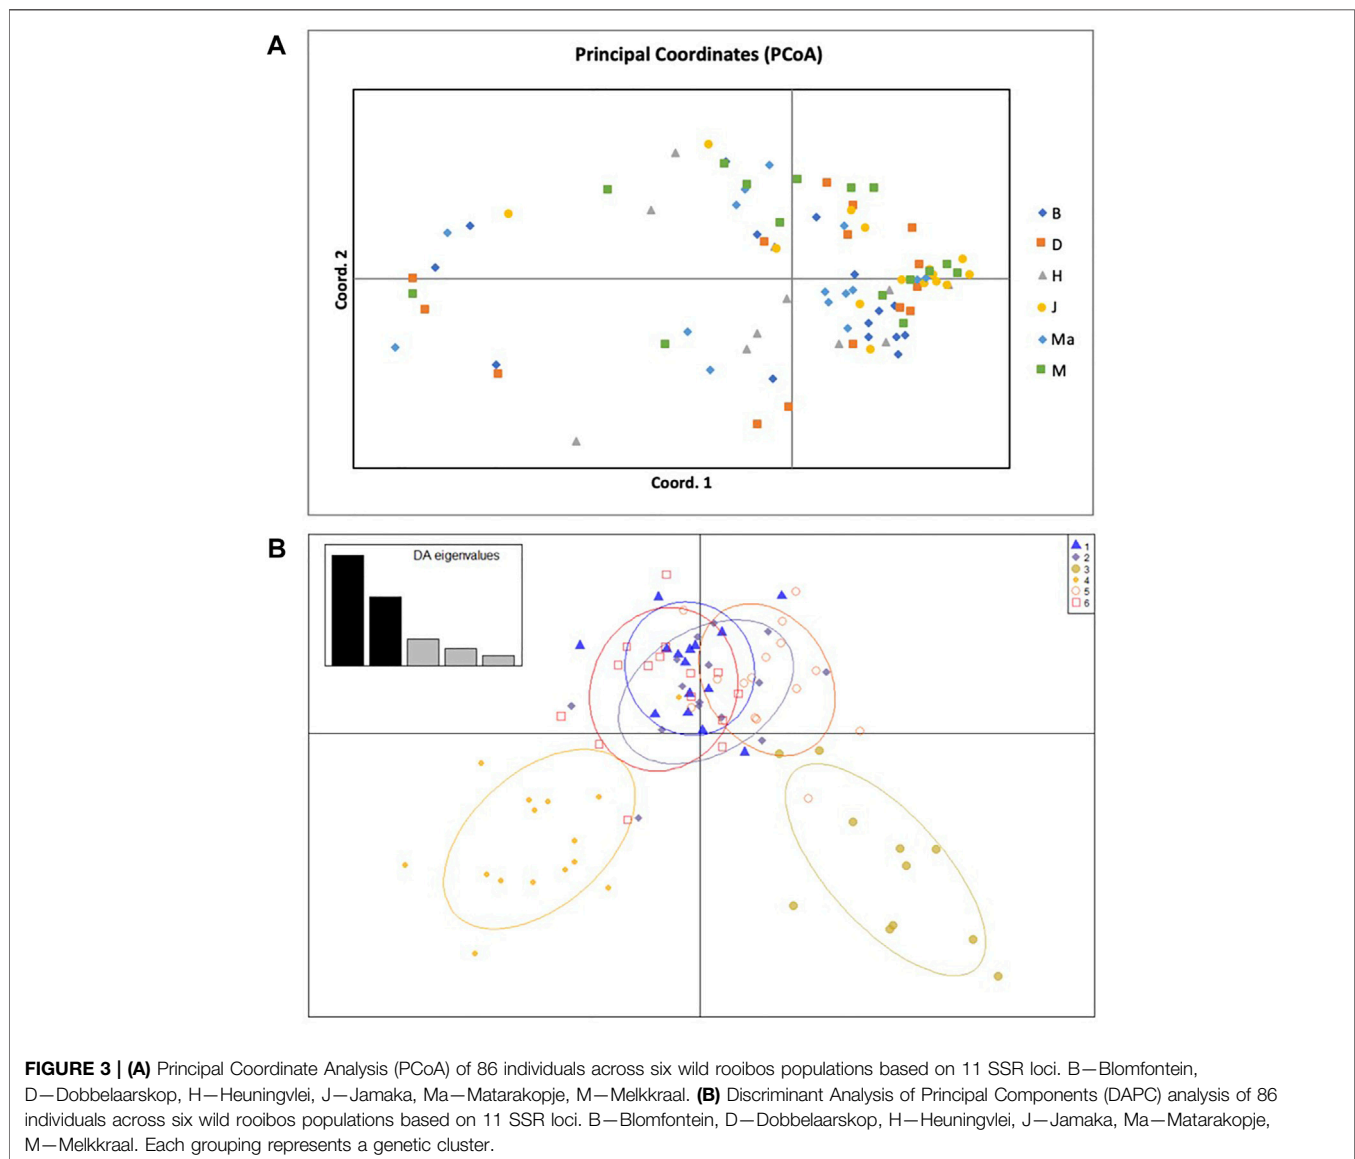 A
Principal Coordinates (PCoA)
Coord. 2
B
D
H
J
Ma
M
Coord. 1
B
DA eigenvalues
1
2
3
4
5
6
FIGURE 3 | (A) Principal Coordinate Analysis (PCoA) of 86 individuals across six wild rooibos populations based on 11 SSR loci. B—Blomfontein,
D—Dobbelaarskop, H—Heuningvlei, J—Jamaka, Ma—Matarakopje, M—Melkkraal. (B) Discriminant Analysis of Principal Components (DAPC) analysis of 86
individuals across six wild rooibos populations based on 11 SSR loci. B—Blomfontein, D—Dobbelaarskop, H—Heuningvlei, J—Jamaka, Ma—Matarakopje,
M—Melkkraal. Each grouping represents a genetic cluster.